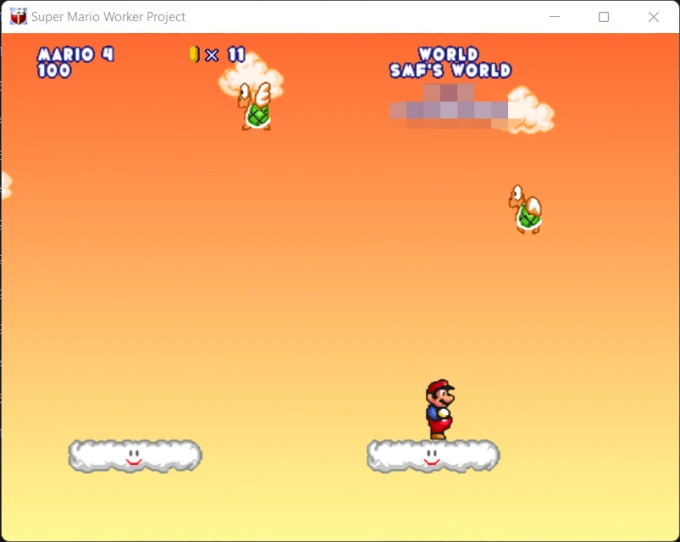 Super Mario Worker Project
MARIO 4
100
× 11
WORLD
SMF'S WORLD